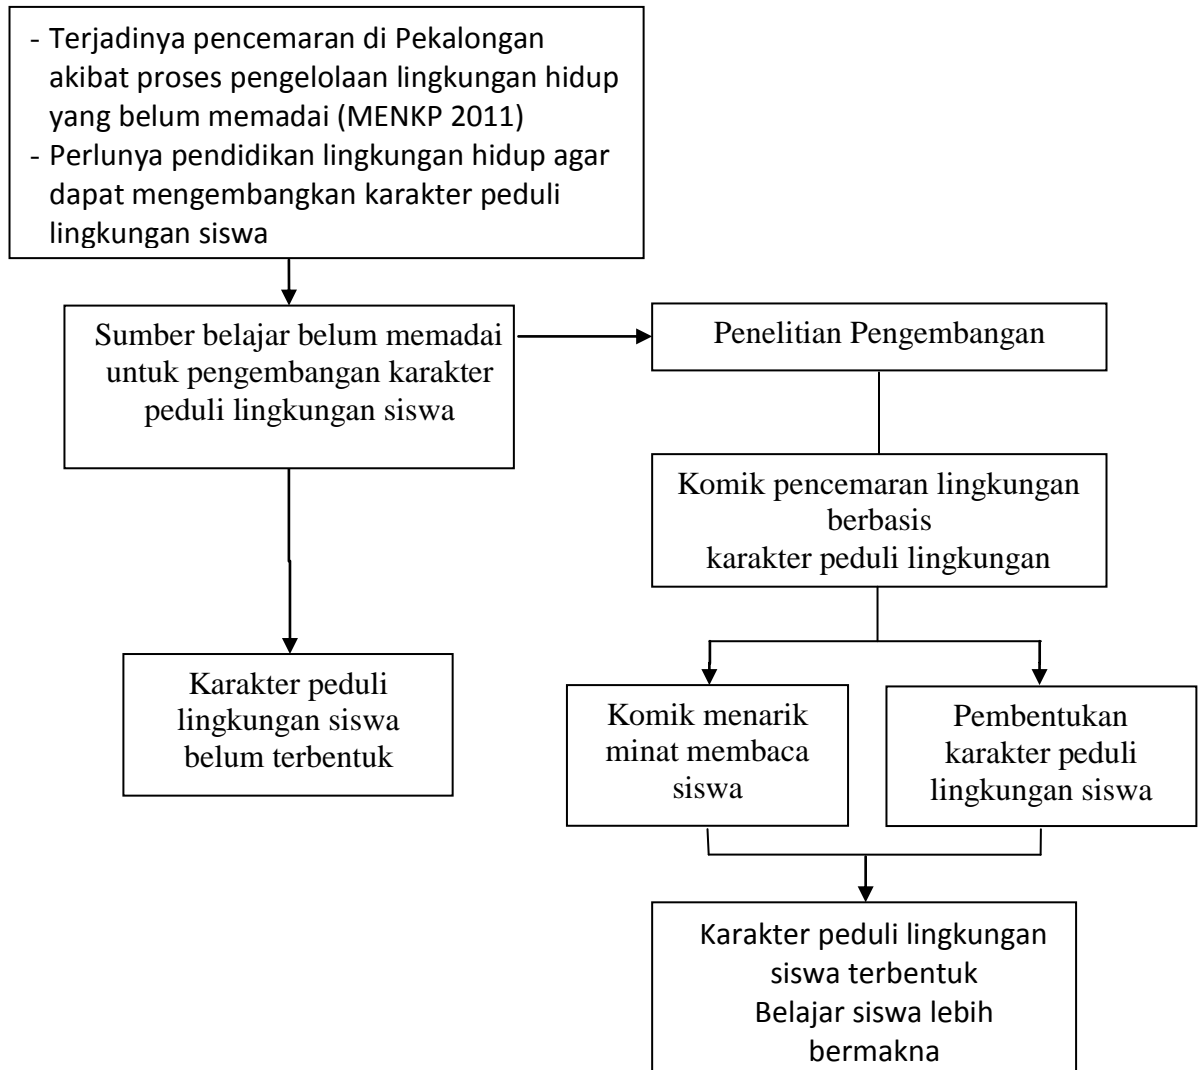 - Terjadinya pencemaran di Pekalongan
akibat proses pengelolaan lingkungan hidup
yang belum memadai (MENKP 2011)
- Perlunya pendidikan lingkungan hidup agar
dapat mengembangkan karakter peduli
lingkungan siswa
Sumber belajar belum memadai
untuk pengembangan karakter
peduli lingkungan siswa
Penelitian Pengembangan
Komik pencemaran lingkungan
berbasis
karakter peduli lingkungan
Karakter peduli
lingkungan siswa
belum terbentuk
Komik menarik
minat membaca
siswa
Pembentukan
karakter peduli
lingkungan siswa
Karakter peduli lingkungan
siswa terbentuk
Belajar siswa lebih
bermakna